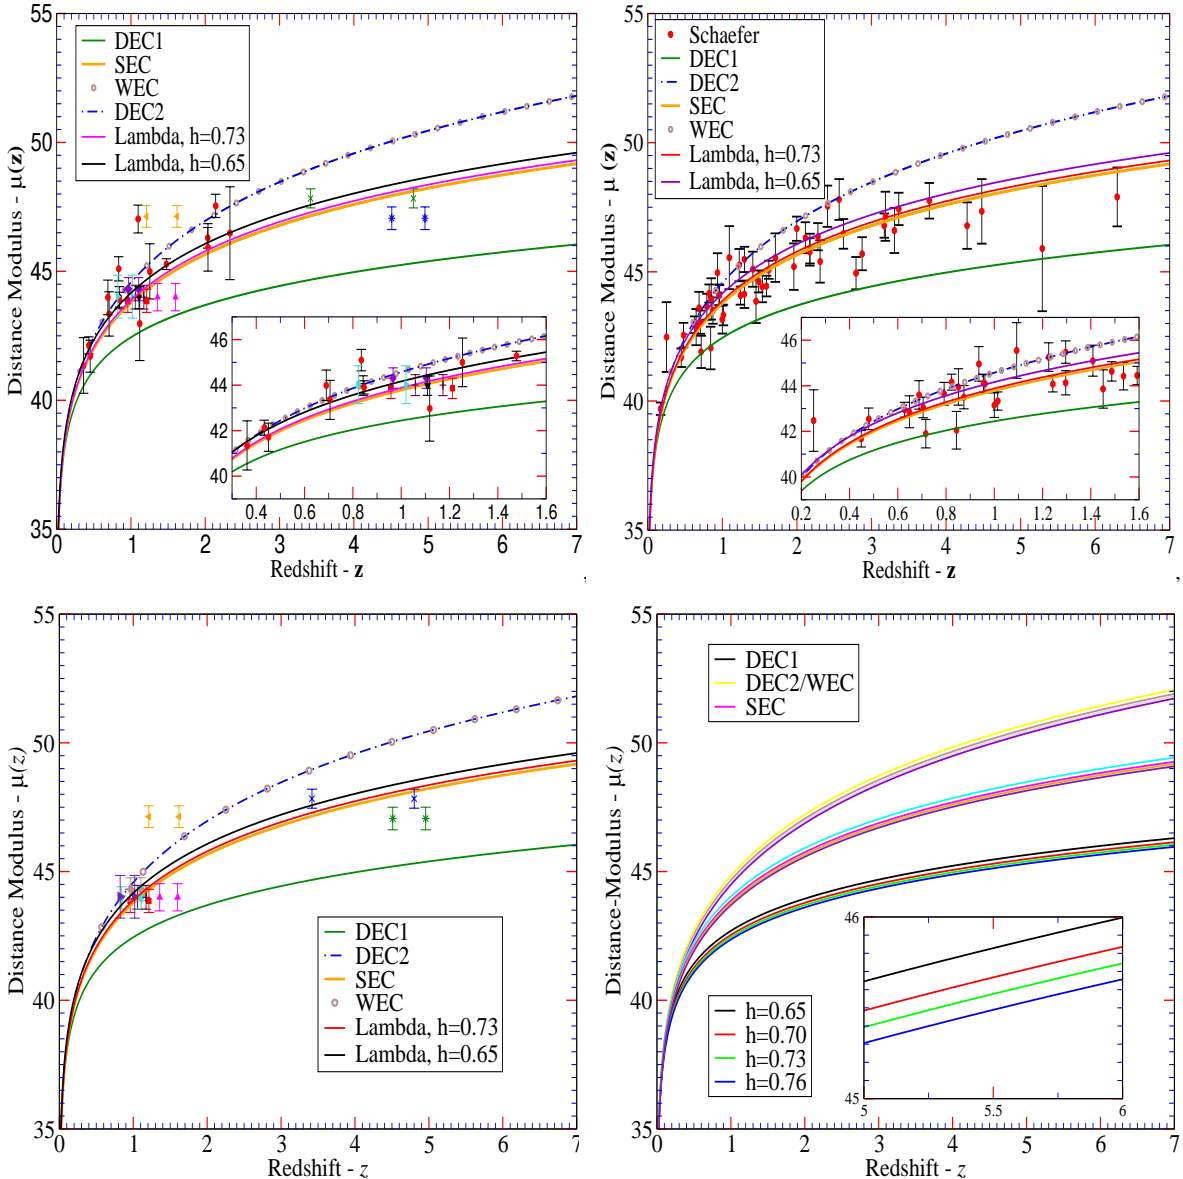 55
50
45
40
35
Distance Modulus - μ(z)
DEC1
SEC
WEC
DEC2
Lambda, h=0.73
Lambda, h=0.65
46
44
42
40
0.4 0.6 0.8 1 1.2 1.4 1.6
0 1 2 3 4 5 6 7
Redshift - z
,
55
50
45
40
35
Distance Modulus - μ (z)
Schaefer
DEC1
DEC2
SEC
WEC
Lambda, h=0.73
Lambda, h=0.65
46
44
42
40
0.2 0.4 0.6 0.8 1 1.2 1.4 1.6
0 1 2 3 4 5 6 7
Redshift - z
,
55
50
45
40
35
Distance Modulus - μ(z)
DEC1
DEC2
SEC
WEC
Lambda, h=0.73
Lambda, h=0.65
0 1 2 3 4 5 6 7
Redshift - z
55
50
45
40
35
Distance-Modulus - μ(z)
DEC1
DEC2/WEC
SEC
h=0.65
h=0.70
h=0.73
h=0.76
46
45
5 5.5 6
0 1 2 3 4 5 6 7
Redshift - z